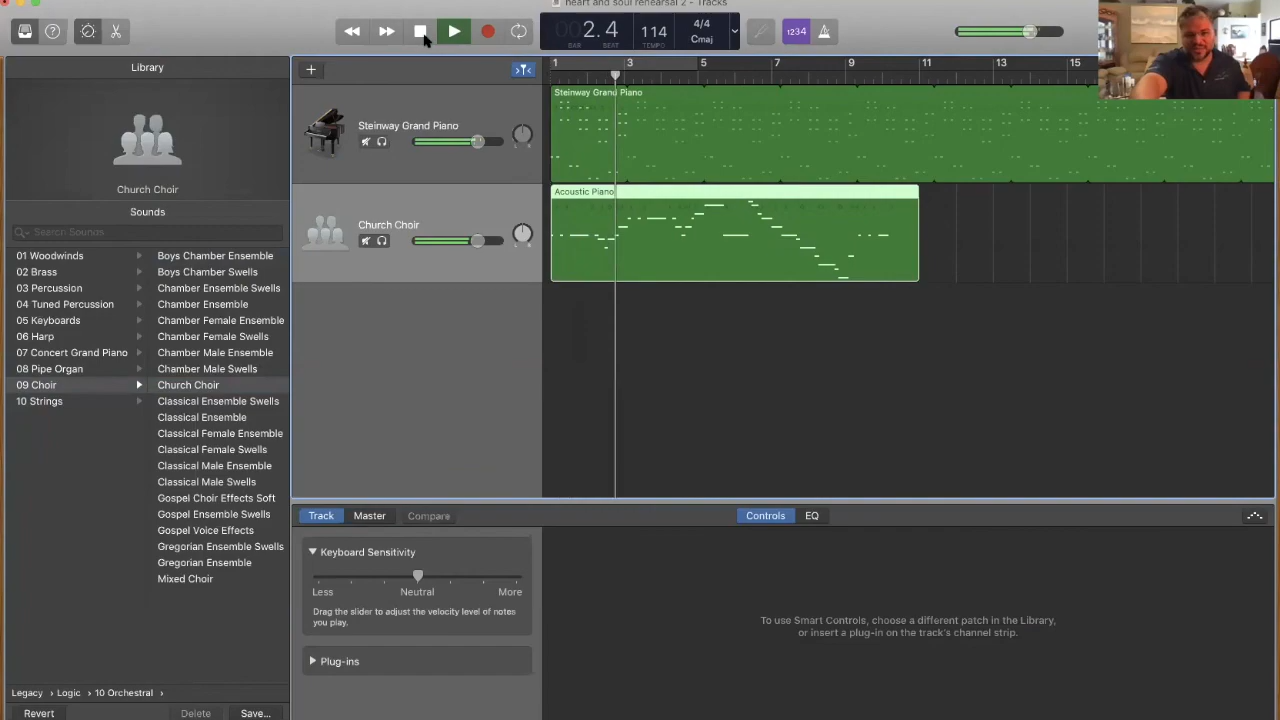 heart and soul rehearsal 2 - Tracks
002.4
BAR BEAT
114
TEMPO
4/4
Cmaj
1234
Library
Church Choir
Sounds
Search Sounds
01 Woodwinds
02 Brass
03 Percussion
04 Tuned Percussion
05 Keyboards
06 Harp
07 Concert Grand Piano
08 Pipe Organ
09 Choir
10 Strings
Boys Chamber Ensemble
Boys Chamber Swells
Chamber Ensemble Swells
Chamber Ensemble
Chamber Female Ensemble
Chamber Female Swells
Chamber Male Ensemble
Chamber Male Swells
Church Choir
Classical Ensemble Swells
Classical Ensemble
Classical Female Ensemble
Classical Female Swells
Classical Male Ensemble
Classical Male Swells
Gospel Choir Effects Soft
Gospel Ensemble Swells
Gospel Voice Effects
Gregorian Ensemble Swells
Gregorian Ensemble
Mixed Choir
Legacy › Logic › 10 Orchestral ›
Revert Delete Save...
1 3 5 7 9 11 13 15
Steinway Grand Piano
Steinway Grand Piano
Church Choir
Acoustic Piano
Track Master Compare
Controls EQ
Keyboard Sensitivity
Less Neutral More
Drag the slider to adjust the velocity level of notes
you play.
Plug-ins
To use Smart Controls, choose a different patch in the Library,
or insert a plug-in on the track's channel strip.